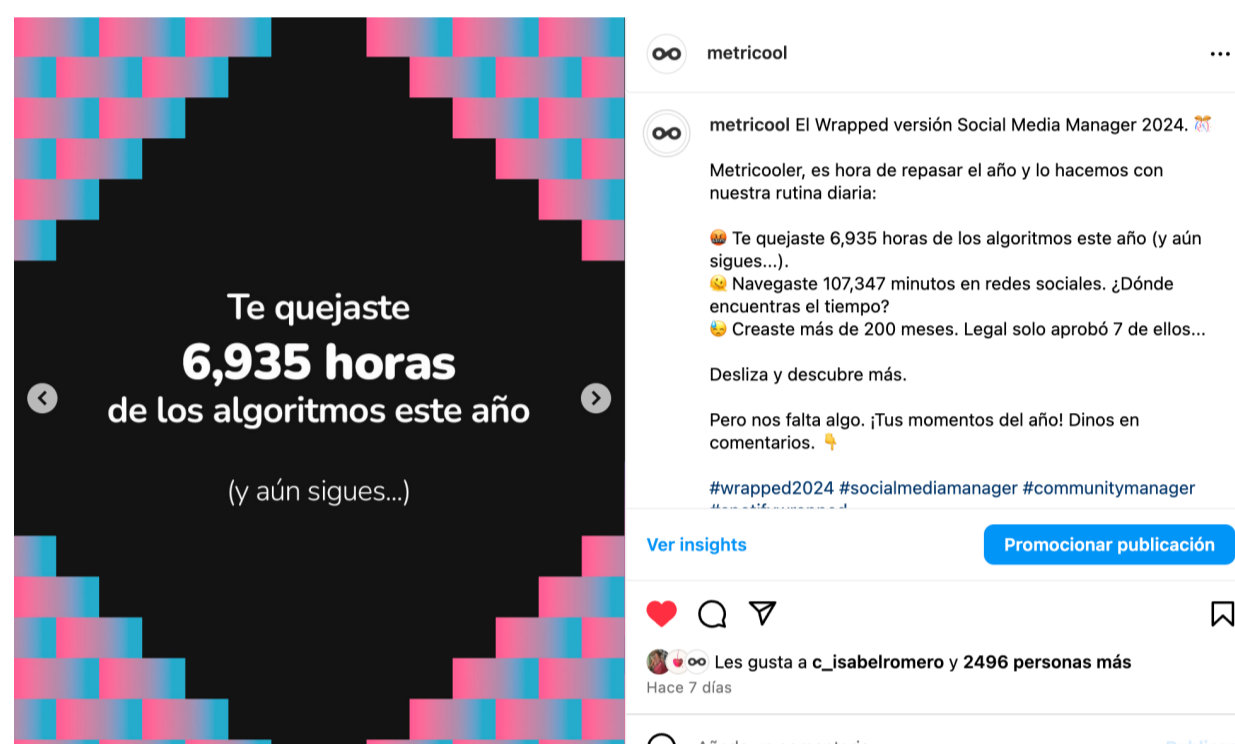 Te quejaste
6,935 horas
de los algoritmos este año
(y aún sigues...)
metricool
metricool El Wrapped versión Social Media Manager 2024. 🎊
Metricooler, es hora de repasar el año y lo hacemos con
nuestra rutina diaria:
🤬 Te quejaste 6,935 horas de los algoritmos este año (y aún
sigues...).
🫠 Navegaste 107,347 minutos en redes sociales. ¿Dónde
encuentras el tiempo?
😓 Creaste más de 200 meses. Legal solo aprobó 7 de ellos...
Desliza y descubre más.
Pero nos falta algo. ¡Tus momentos del año! Dinos en
comentarios. 👇
#wrapped2024 #socialmediamanager #communitymanager
Ver insights
Promocionar publicación
Les gusta a c_isabelromero y 2496 personas más
Hace 7 días